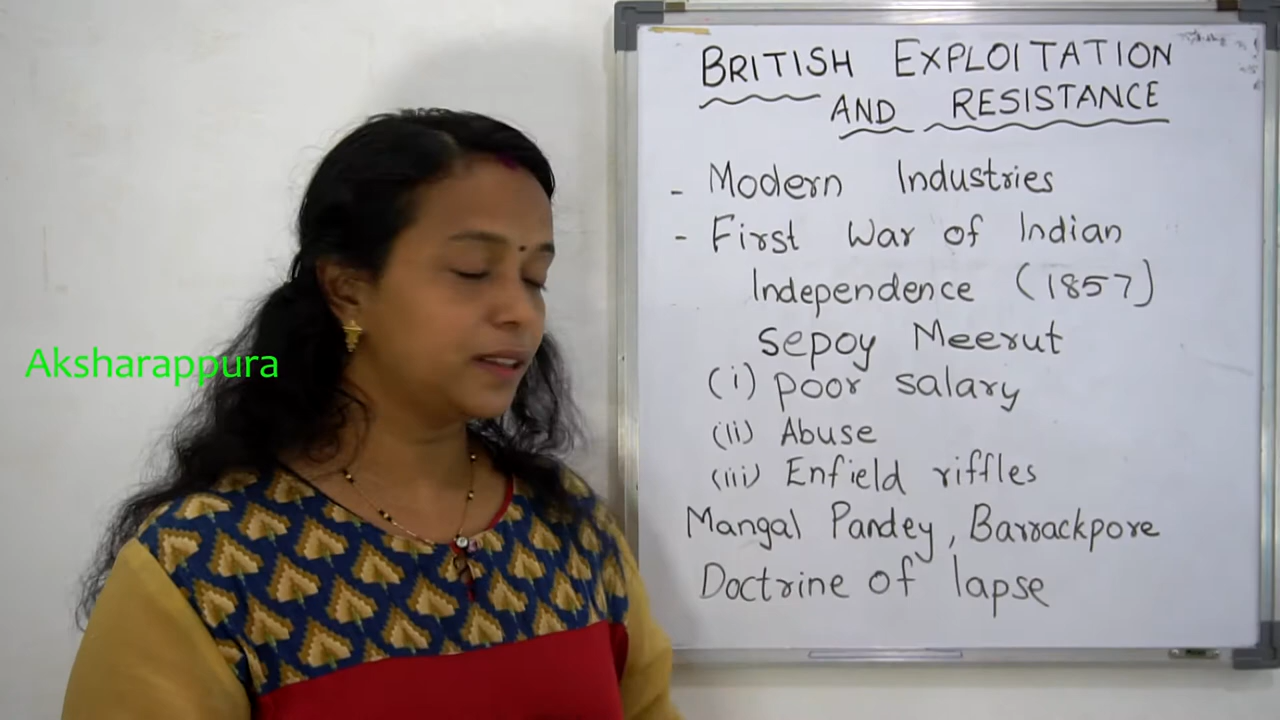 BRITISH EXPLOITATION
AND RESISTANCE
- Modern Industries
- First War of Indian
Independence (1857)
Sepoy Meerut
(i) poor salary
(ii) Abuse
(iii) Enfield riffles
Mangal Pandey, Barrackpore
Doctrine of lapse
Aksharappura